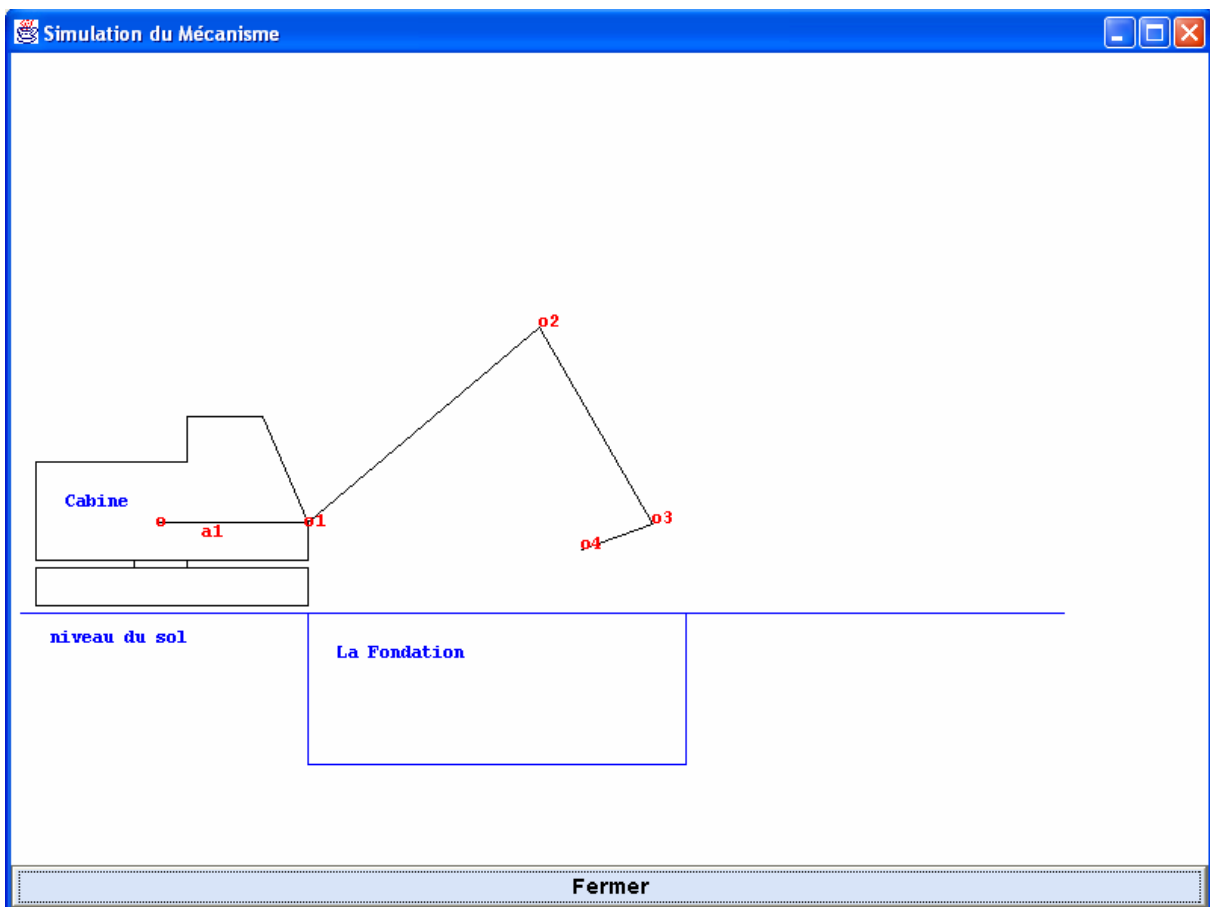 Simulation du Mécanisme
o2
Cabine
o
o1
a1
o3
o4
niveau du sol
La Fondation
Fermer